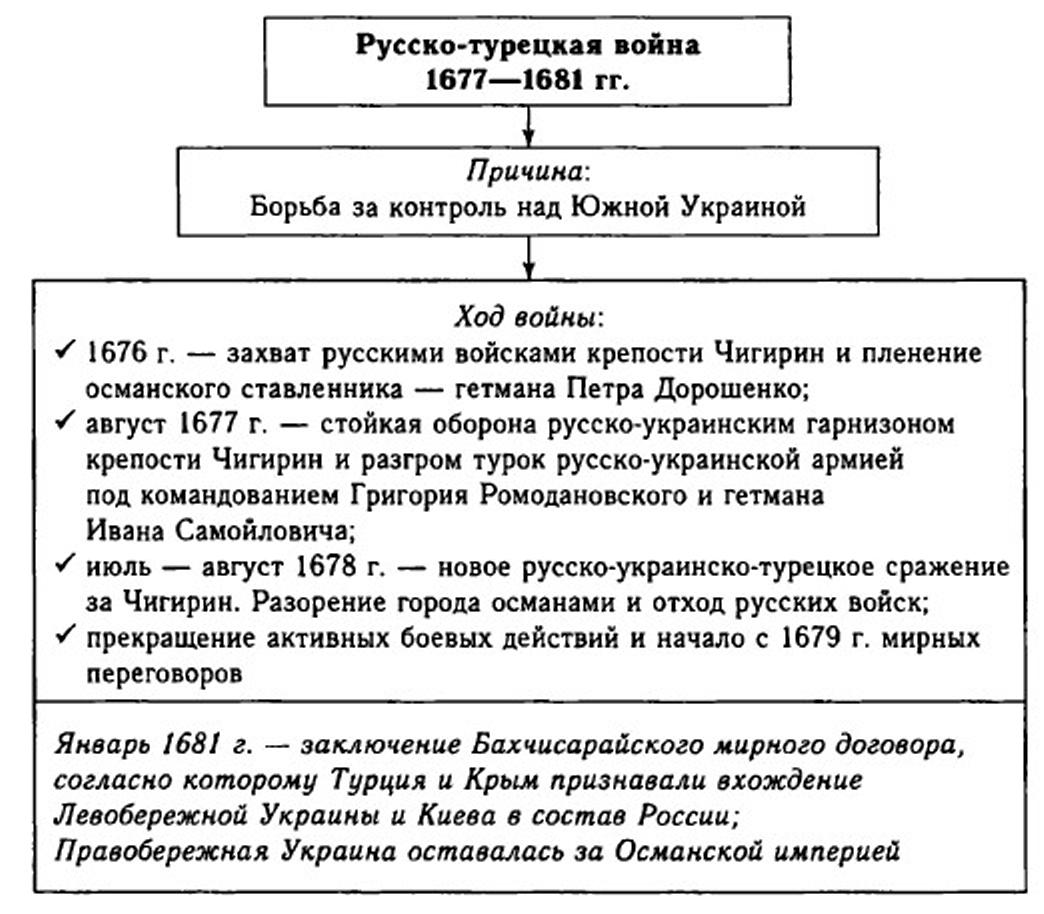 Русско-турецкая война
1677—1681 гг.
Причина:
Борьба за контроль над Южной Украиной
Ход войны:
✓ 1676 г. — захват русскими войсками крепости Чигирин и пленение
османского ставленника — гетмана Петра Дорошенко;
✓ август 1677 г. — стойкая оборона русско-украинским гарнизоном
крепости Чигирин и разгром турок русско-украинской армией
под командованием Григория Ромодановского и гетмана
Ивана Самойловича;
✓ июль — август 1678 г. — новое русско-украинско-турецкое сражение
за Чигирин. Разорение города османами и отход русских войск;
✓ прекращение активных боевых действий и начало с 1679 г. мирных
переговоров
Январь 1681 г. — заключение Бахчисарайского мирного договора,
согласно которому Турция и Крым признавали вхождение
Левобережной Украины и Киева в состав России;
Правобережная Украина оставалась за Османской империей